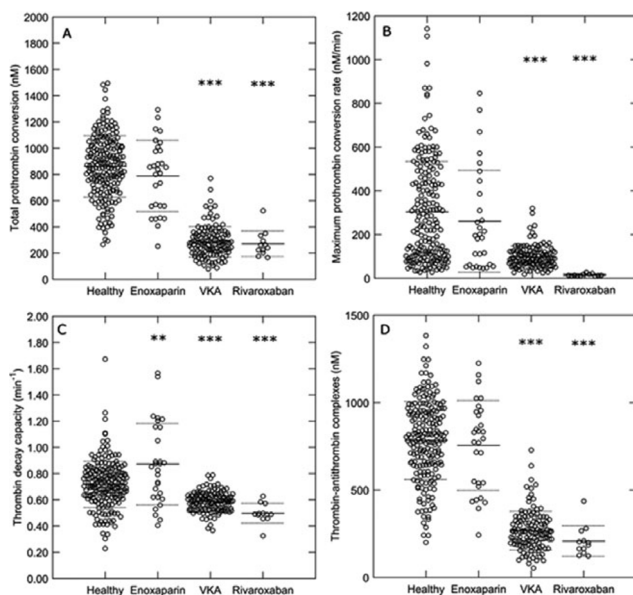 A
Total prothrombin conversion (nM)
2000
1800
1600
1400
1200
1000
800
600
400
200
0
*** ***
Healthy Enoxaparin VKA Rivaroxaban
B
Maximum prothrombin conversion rate (nM/min)
1200
1000
800
600
400
200
0
*** ***
Healthy Enoxaparin VKA Rivaroxaban
C
Thrombin decay capacity (min-1)
2.00
1.80
1.60
1.40
1.20
1.00
0.80
0.60
0.40
0.20
0.00
** *** ***
Healthy Enoxaparin VKA Rivaroxaban
D
Thrombin-antithrombin complexes (nM)
1500
1000
500
0
*** ***
Healthy Enoxaparin VKA Rivaroxaban